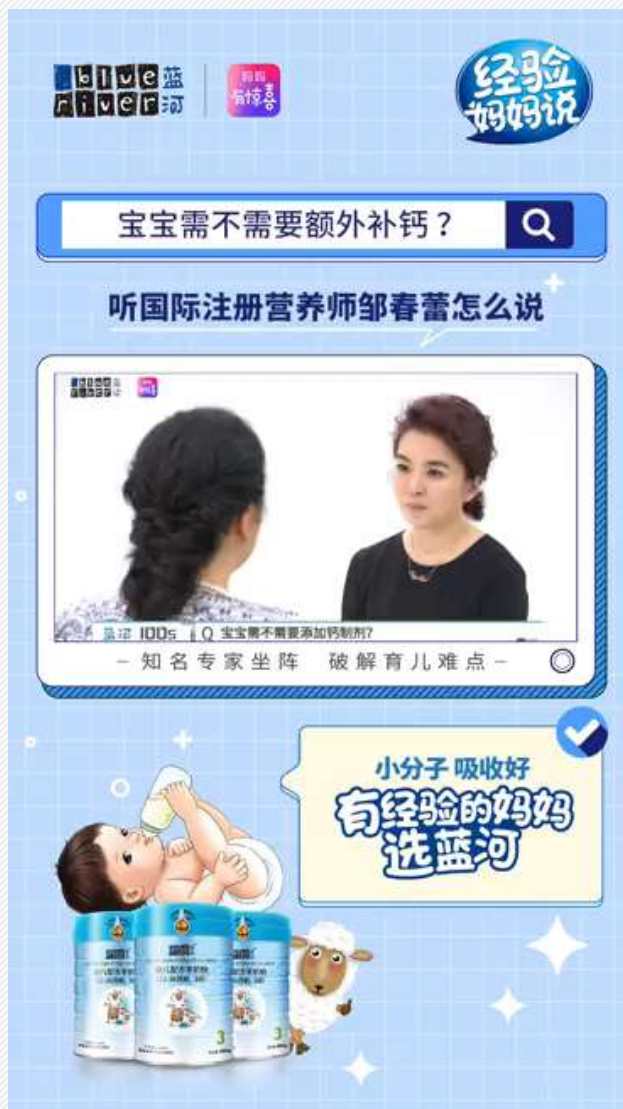 blue 蓝
river 河
妈妈
有惊喜
经验
妈妈说
宝宝需不需要额外补钙？
听国际注册营养师邹春蕾怎么说
蓝河 100s Q 宝宝需不需要添加钙制剂?
- 知名专家坐阵 破解育儿难点 -
小分子 吸收好
有经验的妈妈
选蓝河
3
3